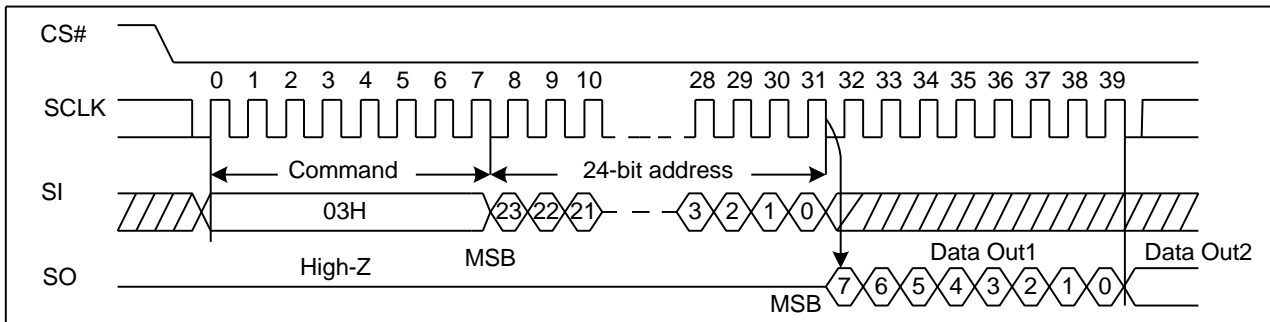 CS#
0 1 2 3 4 5 6 7 8 9 10 28 29 30 31 32 33 34 35 36 37 38 39
SCLK
Command 24-bit address
SI
03H 23 22 21 3 2 1 0
MSB
High-Z Data Out1 Data Out2
SO
MSB 7 6 5 4 3 2 1 0